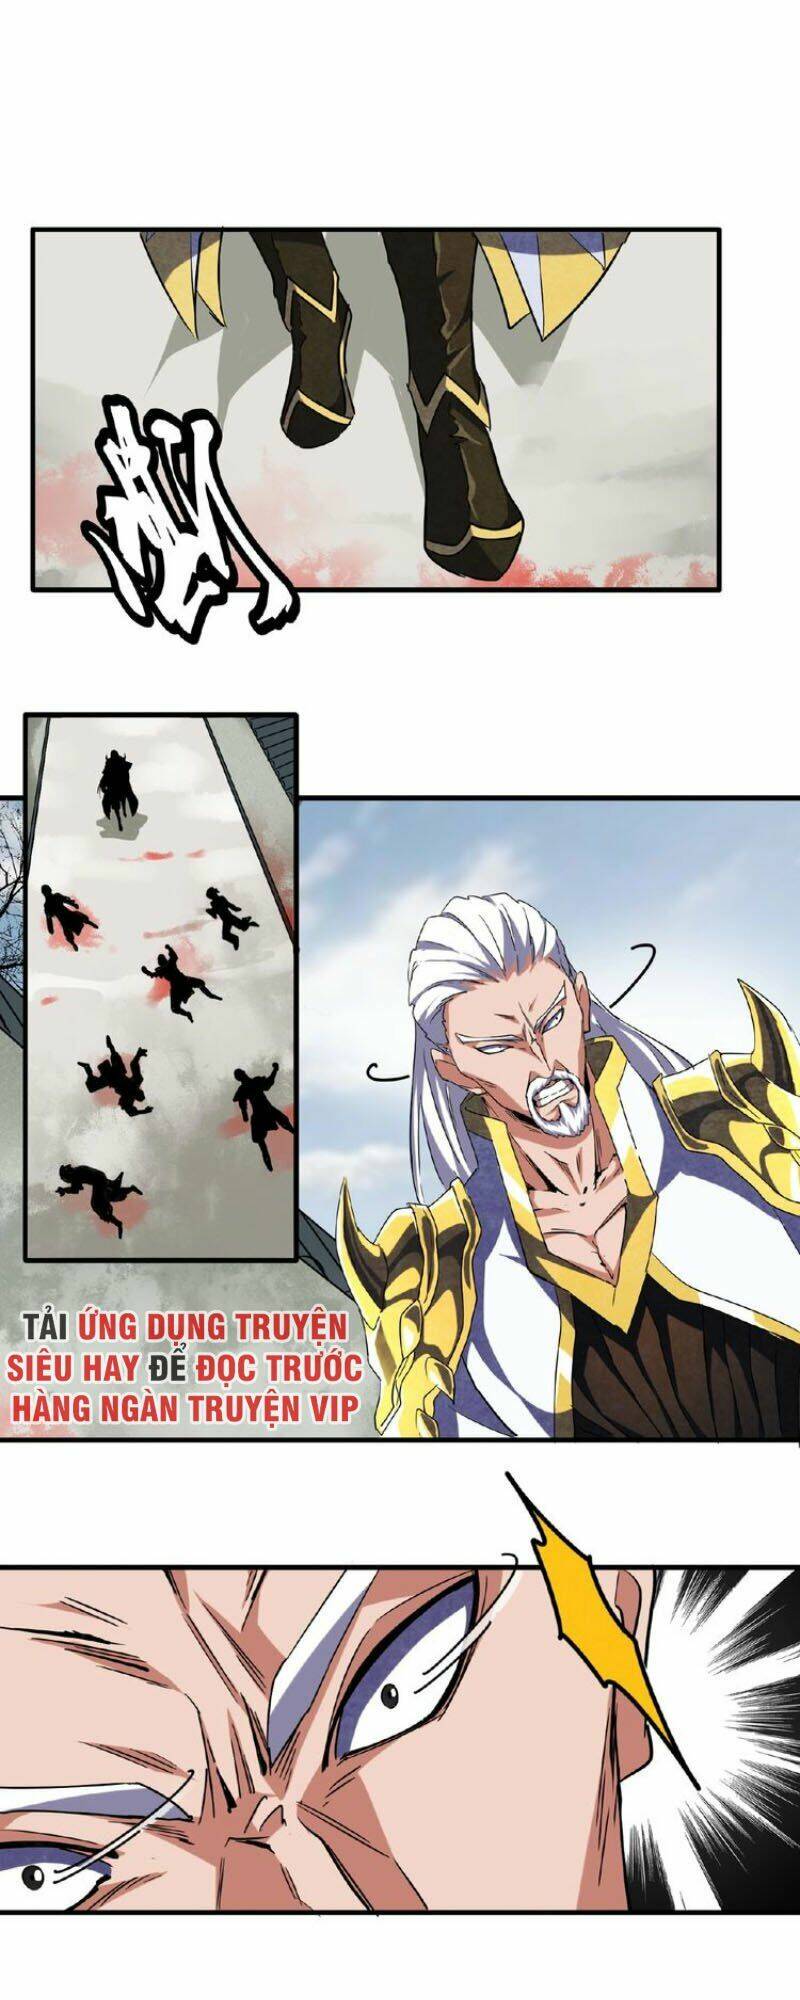 TẢI ỨNG DỤNG TRUYỆN
SIÊU HAY ĐỂ ĐỌC TRƯỚC
HÀNG NGÀN TRUYỆN VIP